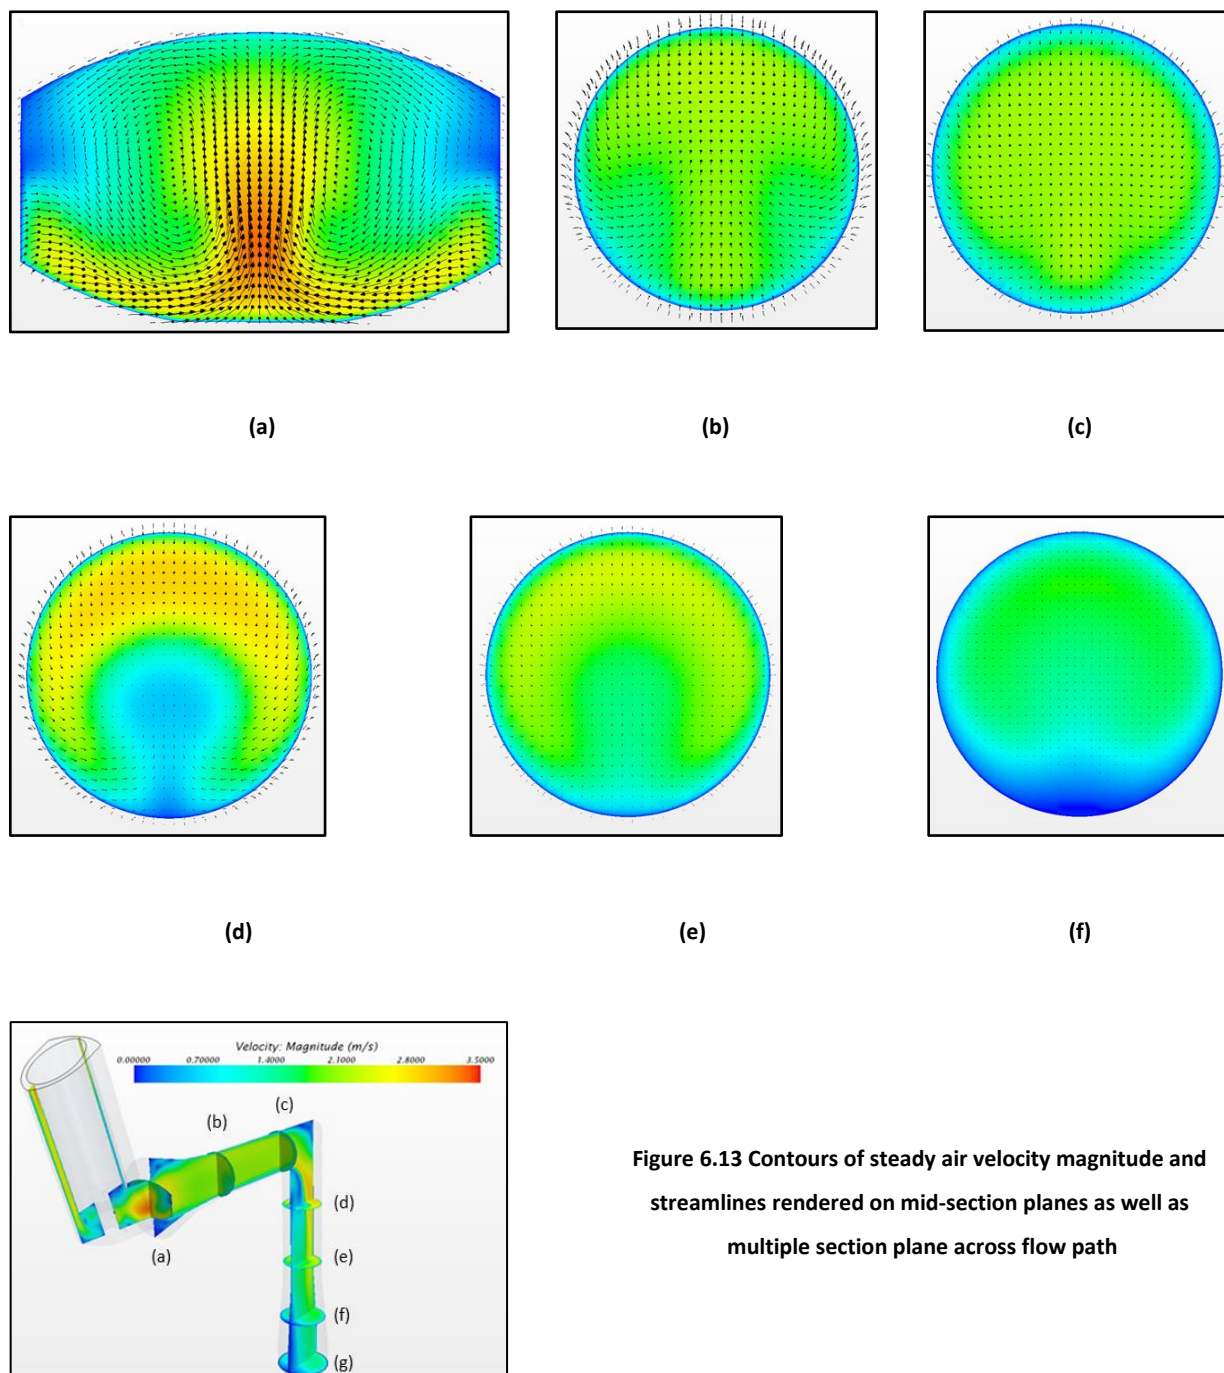 (a)
(b)
(c)
(d)
(e)
(f)
Velocity: Magnitude (m/s)
0.00000 0.70000 1.4000 2.1000 2.8000 3.5000
(c)
(b)
(d)
(a)
(e)
(f)
(g)
Figure 6.13 Contours of steady air velocity magnitude and
streamlines rendered on mid-section planes as well as
multiple section plane across flow path